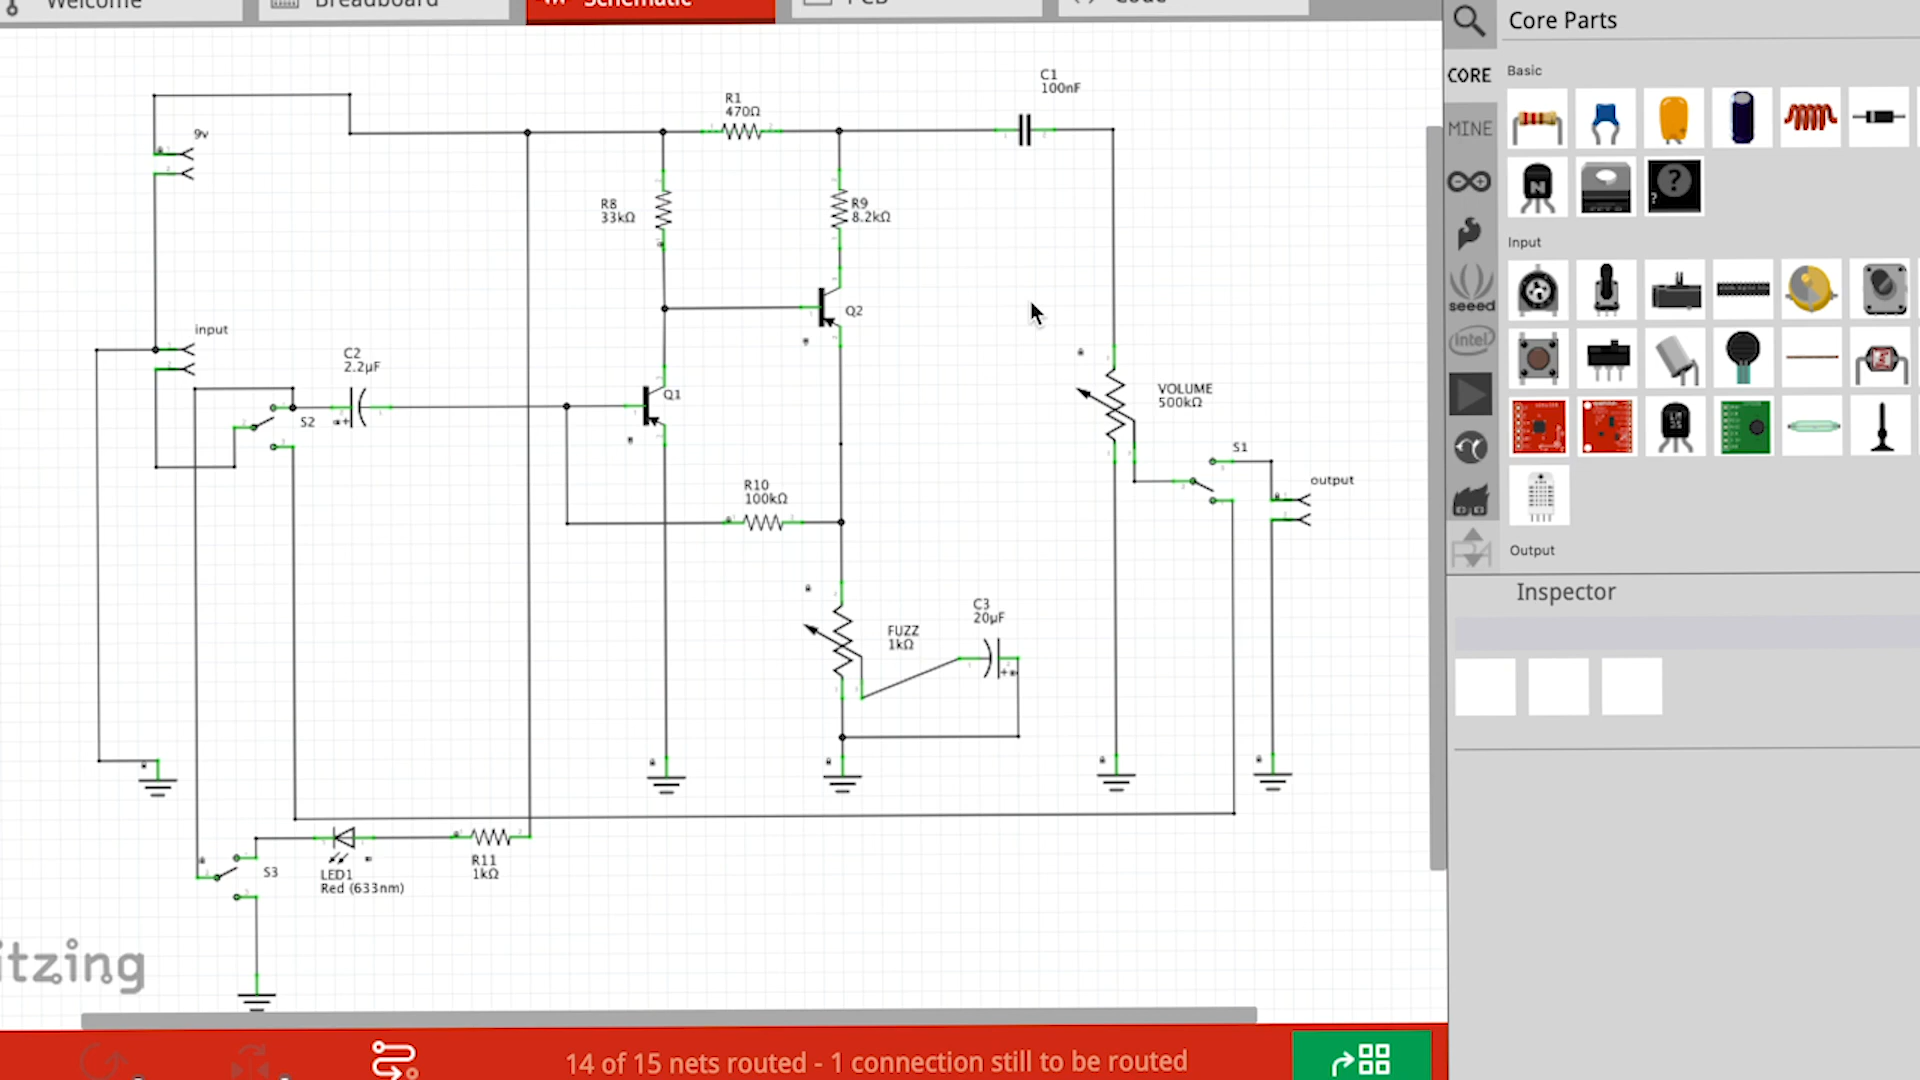 Welcome
Breadboard
Schematic
PCB
Code
Core Parts
CORE
Basic
MINE
Input
seeed
intel
Output
Inspector
9v
R1
470Ω
C1
100nF
R8
33kΩ
R9
8.2kΩ
Q2
input
C2
2.2µF
S2
Q1
VOLUME
500kΩ
S1
output
R10
100kΩ
FUZZ
1kΩ
C3
20µF
S3
LED1
Red (633nm)
R11
1kΩ
itzing
14 of 15 nets routed - 1 connection still to be routed